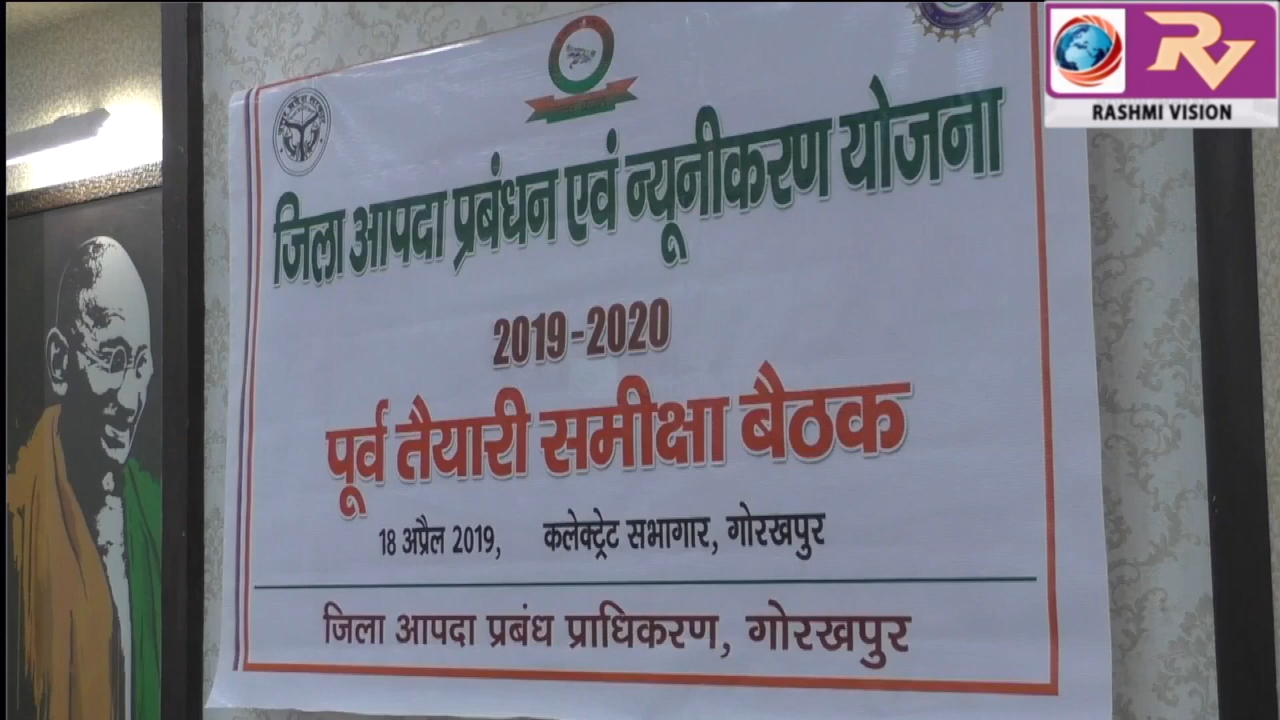 RV
RASHMI VISION
जिला आपदा प्रबंधन एवं न्यूनीकरण योजना
2019-2020
पूर्व तैयारी समीक्षा बैठक
18 अप्रैल 2019, कलेक्ट्रेट सभागार, गोरखपुर
जिला आपदा प्रबंध प्राधिकरण, गोरखपुर